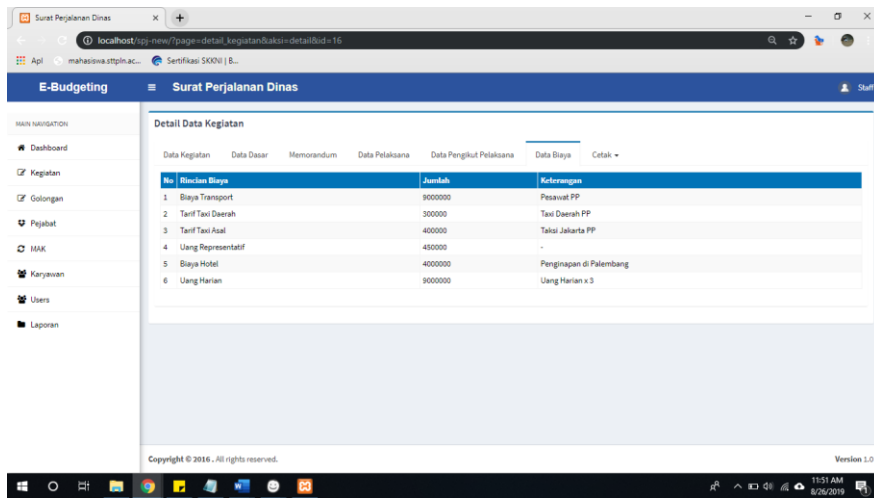 Surat Perjalanan Dinas
localhost/spj-new/?page=detail_kegiatan&aksi=detail&id=16
Apl mahasiswa.sttpln.ac... Sertifikasi SKKNI | B...
E-Budgeting Surat Perjalanan Dinas Staff
MAIN NAVIGATION
Dashboard
Kegiatan
Golongan
Pejabat
MAK
Karyawan
Users
Laporan
Detail Data Kegiatan
Data Kegiatan Data Dasar Memorandum Data Pelaksana Data Pengikut Pelaksana Data Biaya Cetak
No Rincian Biaya Jumlah Keterangan
1 Biaya Transport 9000000 Pesawat PP
2 Tarif Taxi Daerah 300000 Taxi Daerah PP
3 Tarif Taxi Asal 400000 Taksi Jakarta PP
4 Uang Representatif 450000 -
5 Biaya Hotel 4000000 Penginapan di Palembang
6 Uang Harian 9000000 Uang Harian x 3
Copyright © 2016 . All rights reserved. Version 1.0
11:51 AM
8/26/2019